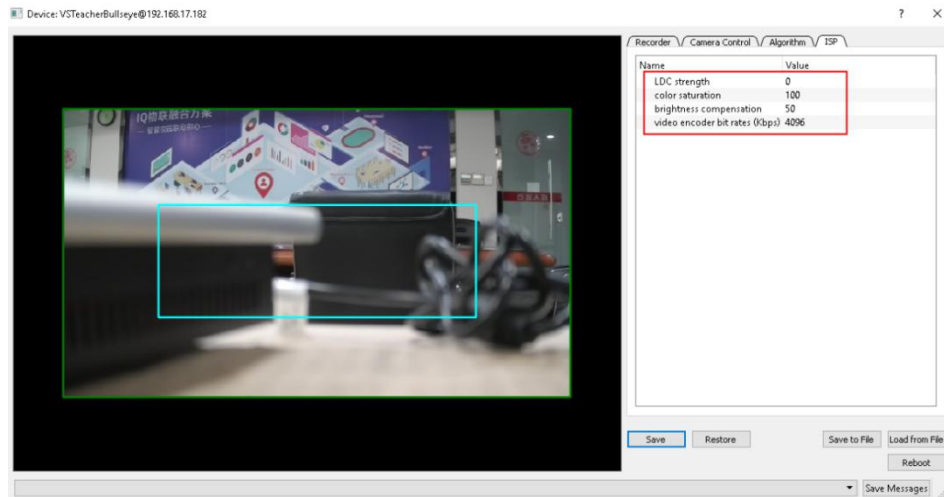 Device: VSTeacherBullseye@192.168.17.182
? ×
Recorder Camera Control Algorithm ISP
Name Value
LDC strength 0
color saturation 100
brightness compensation 50
video encoder bit rates (Kbps) 4096
IQ物联融合方案
Save Restore Save to File Load from File
Reboot
Save Messages